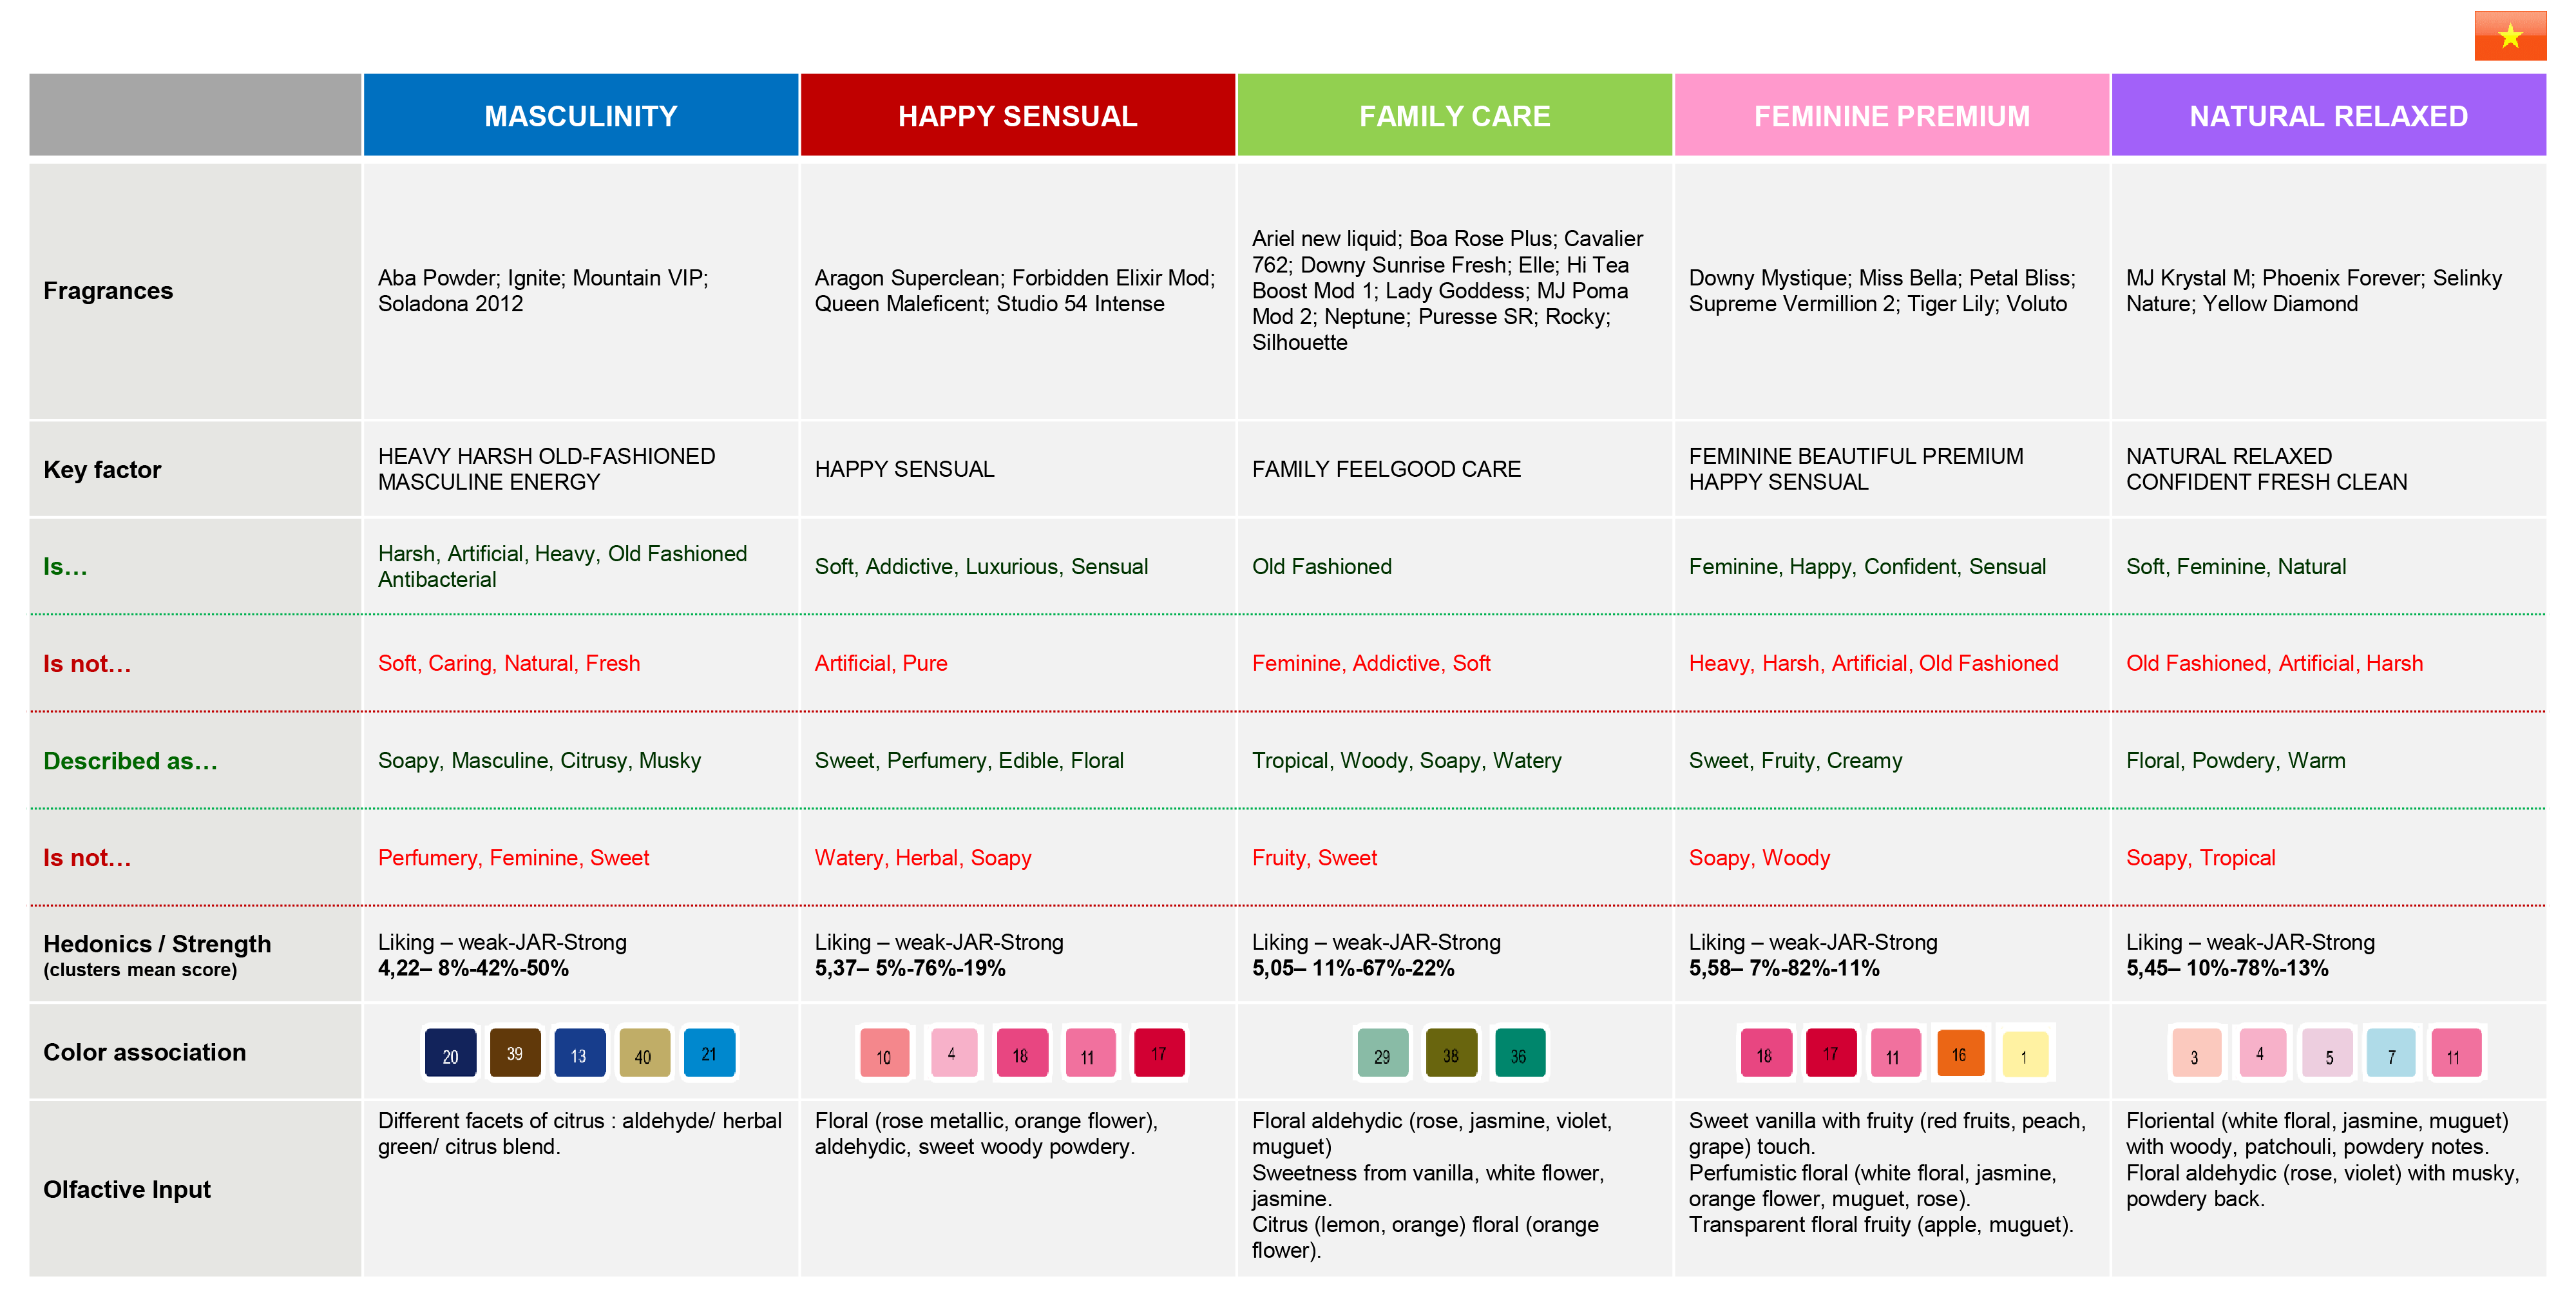 MASCULINITY
HAPPY SENSUAL
FAMILY CARE
FEMININE PREMIUM
NATURAL RELAXED
Fragrances
Aba Powder; Ignite; Mountain VIP;
Soladona 2012
Aragon Superclean; Forbidden Elixir Mod;
Queen Maleficent; Studio 54 Intense
Ariel new liquid; Boa Rose Plus; Cavalier
762; Downy Sunrise Fresh; Elle; Hi Tea
Boost Mod 1; Lady Goddess; MJ Poma
Mod 2; Neptune; Puresse SR; Rocky;
Silhouette
Downy Mystique; Miss Bella; Petal Bliss;
Supreme Vermillion 2; Tiger Lily; Voluto
MJ Krystal M; Phoenix Forever; Selinky
Nature; Yellow Diamond
Key factor
HEAVY HARSH OLD-FASHIONED
MASCULINE ENERGY
HAPPY SENSUAL
FAMILY FEELGOOD CARE
FEMININE BEAUTIFUL PREMIUM
HAPPY SENSUAL
NATURAL RELAXED
CONFIDENT FRESH CLEAN
Is…
Harsh, Artificial, Heavy, Old Fashioned
Antibacterial
Soft, Addictive, Luxurious, Sensual
Old Fashioned
Feminine, Happy, Confident, Sensual
Soft, Feminine, Natural
Is not…
Soft, Caring, Natural, Fresh
Artificial, Pure
Feminine, Addictive, Soft
Heavy, Harsh, Artificial, Old Fashioned
Old Fashioned, Artificial, Harsh
Described as…
Soapy, Masculine, Citrusy, Musky
Sweet, Perfumery, Edible, Floral
Tropical, Woody, Soapy, Watery
Sweet, Fruity, Creamy
Floral, Powdery, Warm
Is not…
Perfumery, Feminine, Sweet
Watery, Herbal, Soapy
Fruity, Sweet
Soapy, Woody
Soapy, Tropical
Hedonics / Strength
(clusters mean score)
Liking – weak-JAR-Strong
4,22– 8%-42%-50%
Liking – weak-JAR-Strong
5,37– 5%-76%-19%
Liking – weak-JAR-Strong
5,05– 11%-67%-22%
Liking – weak-JAR-Strong
5,58– 7%-82%-11%
Liking – weak-JAR-Strong
5,45– 10%-78%-13%
Color association
20 39 13 40 21
10 4 18 11 17
29 38 36
18 17 11 16 1
3 4 5 7 11
Olfactive Input
Different facets of citrus : aldehyde/ herbal
green/ citrus blend.
Floral (rose metallic, orange flower),
aldehydic, sweet woody powdery.
Floral aldehydic (rose, jasmine, violet,
muguet)
Sweetness from vanilla, white flower,
jasmine.
Citrus (lemon, orange) floral (orange
flower).
Sweet vanilla with fruity (red fruits, peach,
grape) touch.
Perfumistic floral (white floral, jasmine,
orange flower, muguet, rose).
Transparent floral fruity (apple, muguet).
Floriental (white floral, jasmine, muguet)
with woody, patchouli, powdery notes.
Floral aldehydic (rose, violet) with musky,
powdery back.